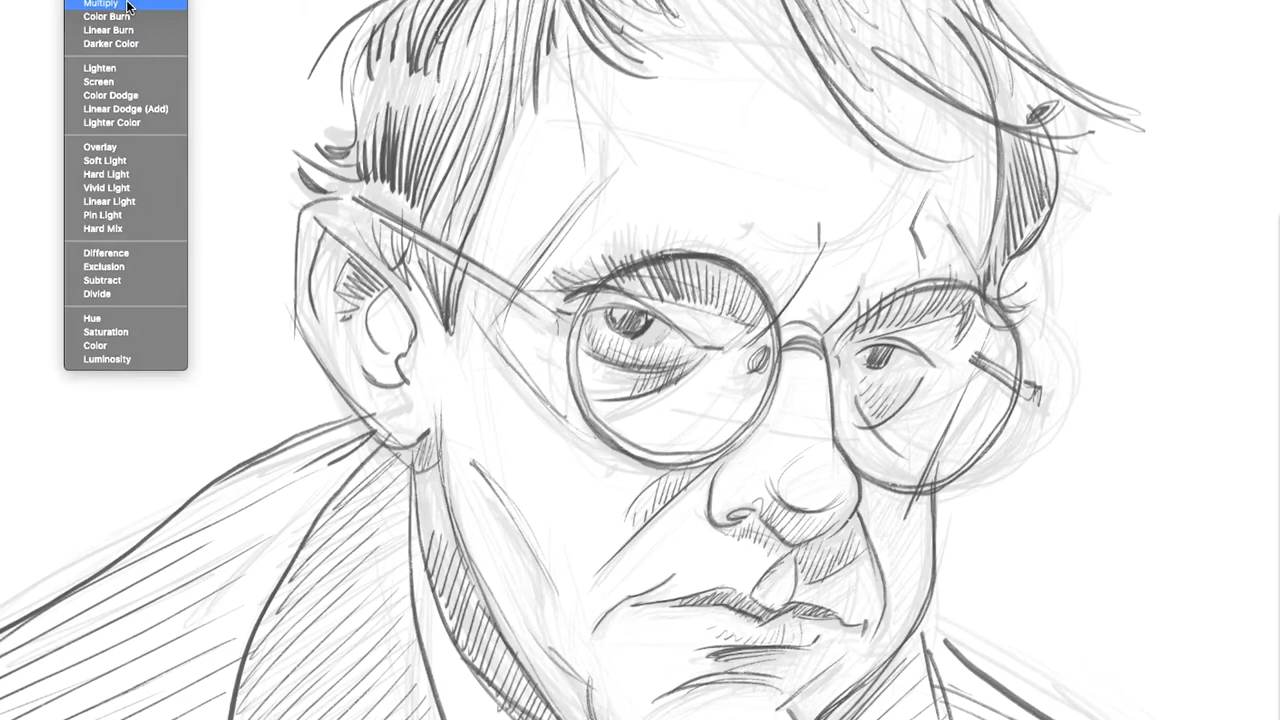 Multiply
Color Burn
Linear Burn
Darker Color
Lighten
Screen
Color Dodge
Linear Dodge (Add)
Lighter Color
Overlay
Soft Light
Hard Light
Vivid Light
Linear Light
Pin Light
Hard Mix
Difference
Exclusion
Subtract
Divide
Hue
Saturation
Color
Luminosity